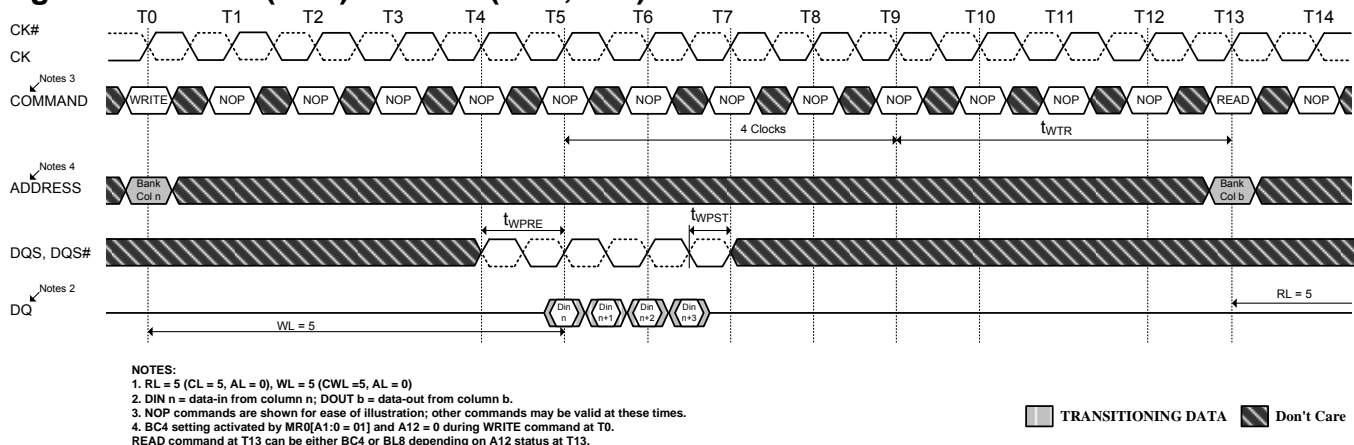 T0 T1 T2 T3 T4 T5 T6 T7 T8 T9 T10 T11 T12 T13 T14
CK#
CK
Notes 3
COMMAND
WRITE NOP NOP NOP NOP NOP NOP NOP NOP NOP NOP NOP NOP READ NOP
4 Clocks
tWTR
Notes 4
ADDRESS
Bank
Col n
Bank
Col b
tWPRE
tWPST
DQS, DQS#
Notes 2
DQ
Din
n
Din
n+1
Din
n+2
Din
n+3
RL = 5
WL = 5
NOTES:
1. RL = 5 (CL = 5, AL = 0), WL = 5 (CWL =5, AL = 0)
2. DIN n = data-in from column n; DOUT b = data-out from column b.
3. NOP commands are shown for ease of illustration; other commands may be valid at these times.
4. BC4 setting activated by MR0[A1:0 = 01] and A12 = 0 during WRITE command at T0.
READ command at T13 can be either BC4 or BL8 depending on A12 status at T13.
TRANSITIONING DATA
Don't Care